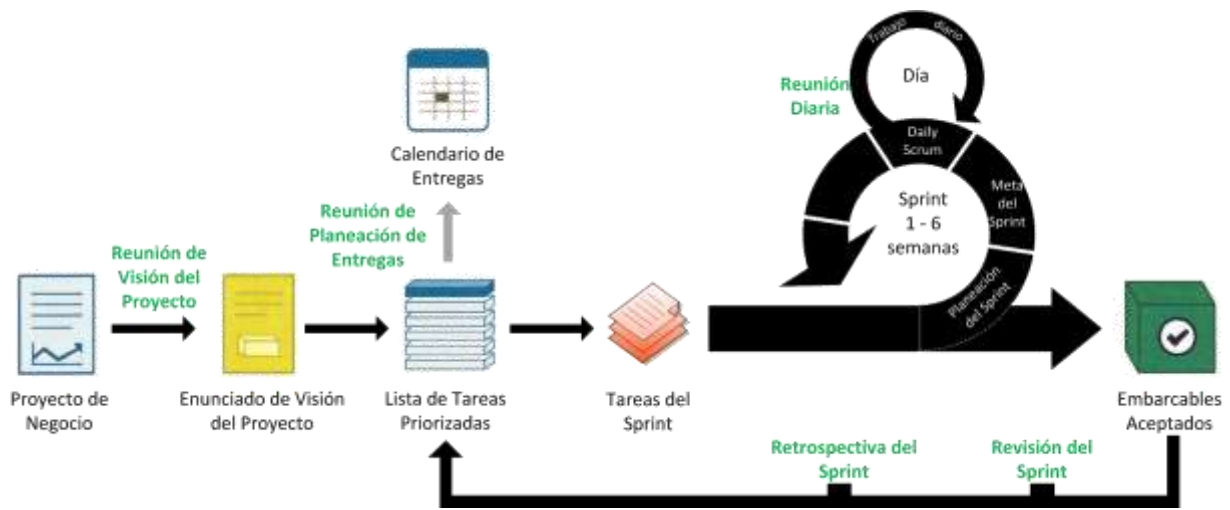 Trabajo diario
Día
Reunión
Diaria
Daily
Scrum
Meta
del
Sprint
Sprint
1 - 6
semanas
Planeación
del Sprint
Calendario de
Entregas
Reunión de
Planeación de
Entregas
Reunión de
Visión del
Proyecto
Proyecto de
Negocio
Enunciado de Visión
del Proyecto
Lista de Tareas
Priorizadas
Tareas del
Sprint
Embarcables
Aceptados
Retrospectiva del
Sprint
Revisión del
Sprint